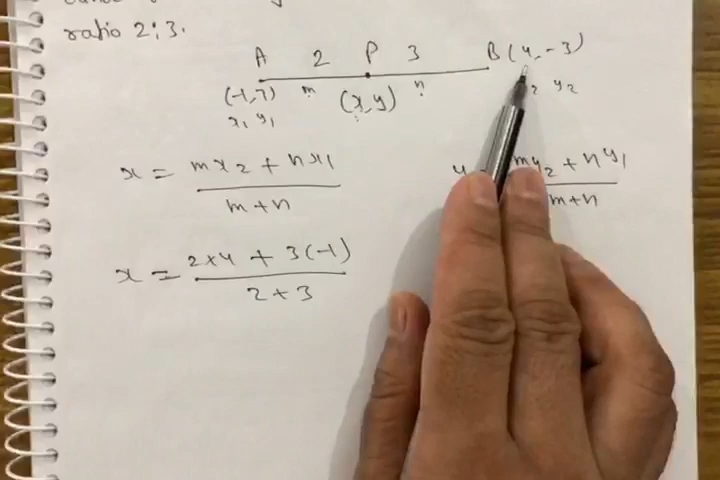 ratio 2:3.
A 2 P 3 B (4, -3)
(-1, 7) m (x, y) n
x₁ y₁ ₂ y₂
x = mx₂ + nx₁ / m+n
my₂ + ny₁ / m+n
x = 2×4 + 3(-1) / 2+3